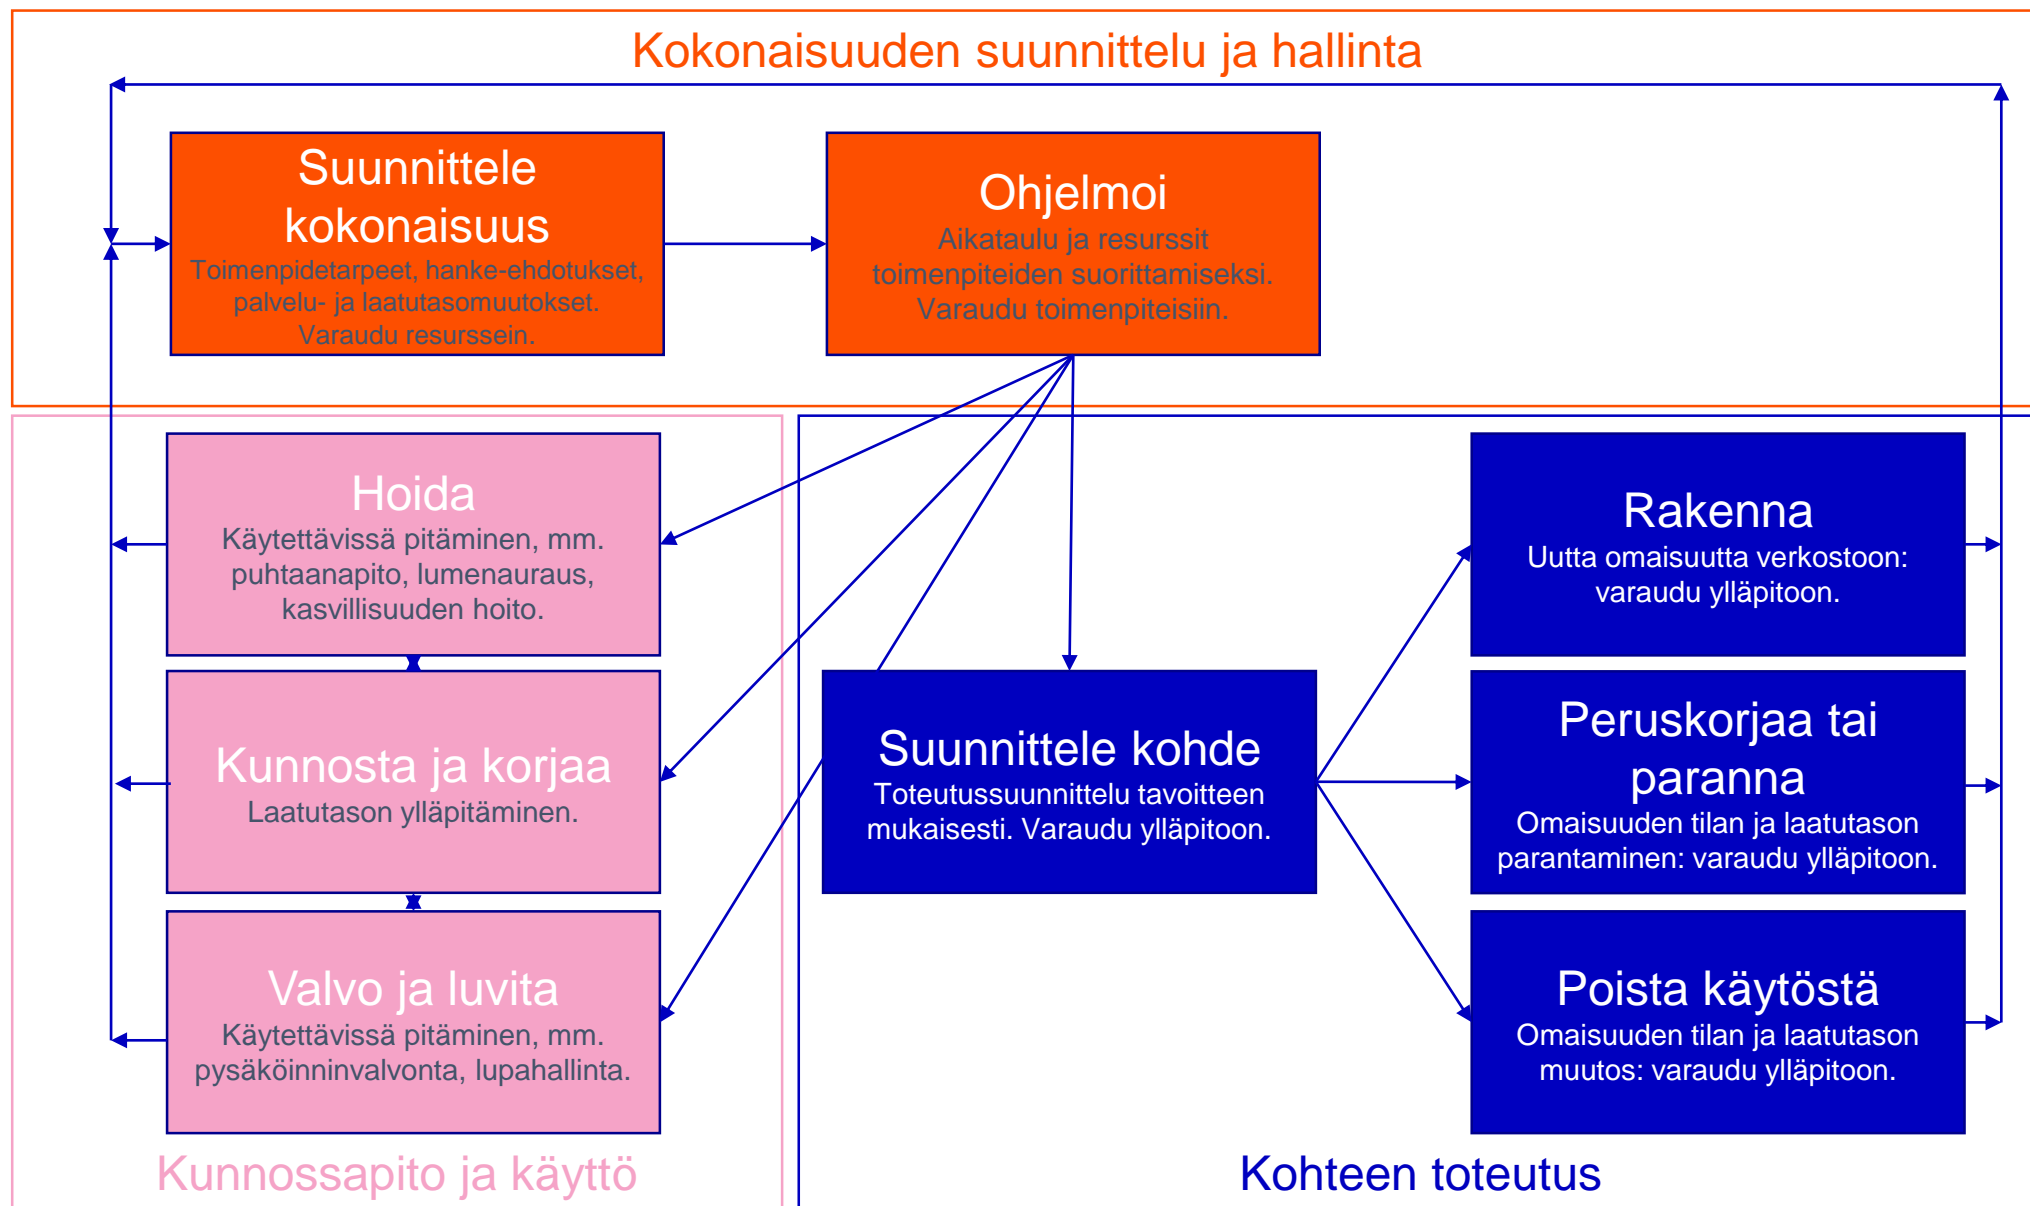 Kokonaisuuden suunnittelu ja hallinta
Suunnittele
kokonaisuus
Toimenpidetarpeet, hanke-ehdotukset,
palvelu- ja laatutasomuutokset.
Varaudu resurssein.
Ohjelmoi
Aikataulu ja resurssit
toimenpiteiden suorittamiseksi.
Varaudu toimenpiteisiin.
Hoida
Käytettävissä pitäminen, mm.
puhtaanapito, lumenauraus,
kasvillisuuden hoito.
Kunnosta ja korjaa
Laatutason ylläpitäminen.
Valvo ja luvita
Käytettävissä pitäminen, mm.
pysäköinninvalvonta, lupahallinta.
Kunnossapito ja käyttö
Suunnittele kohde
Toteutussuunnittelu tavoitteen
mukaisesti. Varaudu ylläpitoon.
Rakenna
Uutta omaisuutta verkostoon:
varaudu ylläpitoon.
Peruskorjaa tai
paranna
Omaisuuden tilan ja laatutason
parantaminen: varaudu ylläpitoon.
Poista käytöstä
Omaisuuden tilan ja laatutason
muutos: varaudu ylläpitoon.
Kohteen toteutus